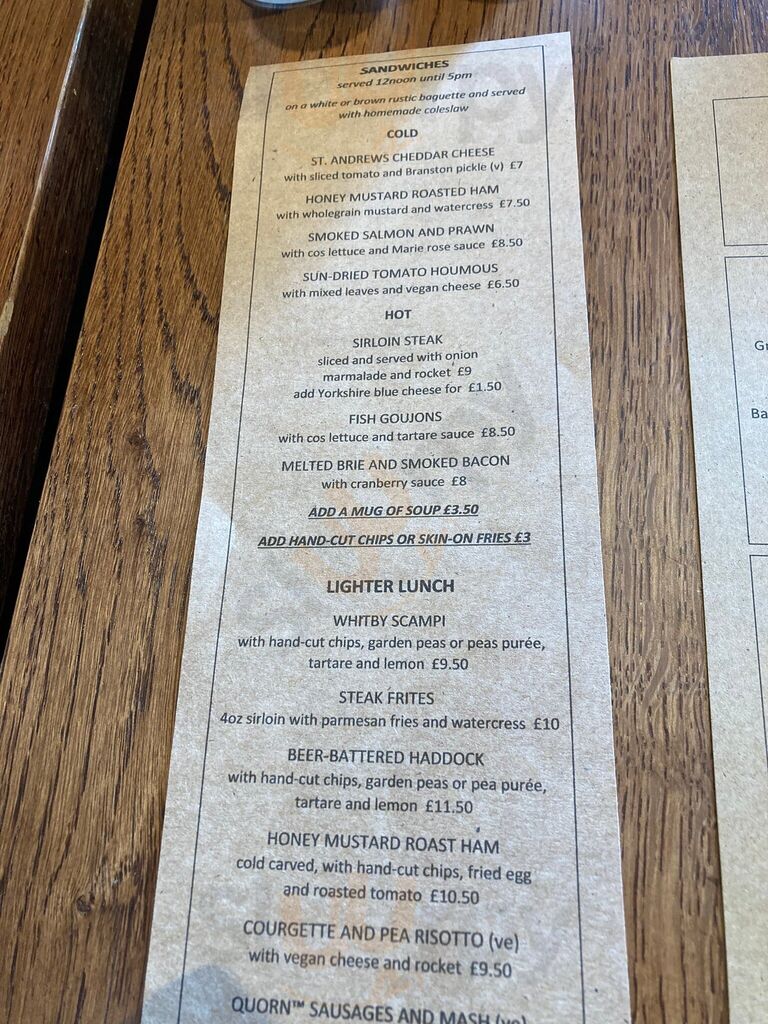 SANDWICHES
served 12noon until 5pm
on a white or brown rustic baguette and served
with homemade coleslaw
COLD
ST. ANDREWS CHEDDAR CHEESE
with sliced tomato and Branston pickle (v) £7
HONEY MUSTARD ROASTED HAM
with wholegrain mustard and watercress £7.50
SMOKED SALMON AND PRAWN
with cos lettuce and Marie rose sauce £8.50
SUN-DRIED TOMATO HOUMOUS
with mixed leaves and vegan cheese £6.50
HOT
SIRLOIN STEAK
sliced and served with onion
marmalade and rocket £9
add Yorkshire blue cheese for £1.50
FISH GOUJONS
with cos lettuce and tartare sauce £8.50
MELTED BRIE AND SMOKED BACON
with cranberry sauce £8
ADD A MUG OF SOUP £3.50
ADD HAND-CUT CHIPS OR SKIN-ON FRIES £3
LIGHTER LUNCH
WHITBY SCAMPI
with hand-cut chips, garden peas or peas purée,
tartare and lemon £9.50
STEAK FRITES
4oz sirloin with parmesan fries and watercress £10
BEER-BATTERED HADDOCK
with hand-cut chips, garden peas or pea purée,
tartare and lemon £11.50
HONEY MUSTARD ROAST HAM
cold carved, with hand-cut chips, fried egg
and roasted tomato £10.50
COURGETTE AND PEA RISOTTO (ve)
with vegan cheese and rocket £9.50
QUORN™ SAUSAGES AND MASH (ve)